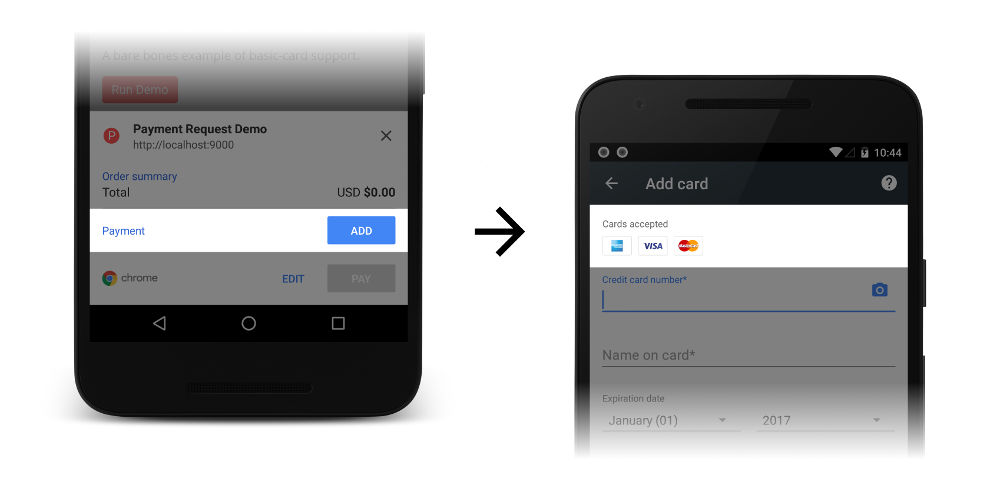 A bare bones example of basic-card support.
Run Demo
P
Payment Request Demo
http://localhost:9000
Order summary
Total USD $0.00
Payment ADD
chrome EDIT PAY
10:44
Add card
Cards accepted
VISA MasterCard
Credit card number*
Name on card*
Expiration date
January (01) 2017